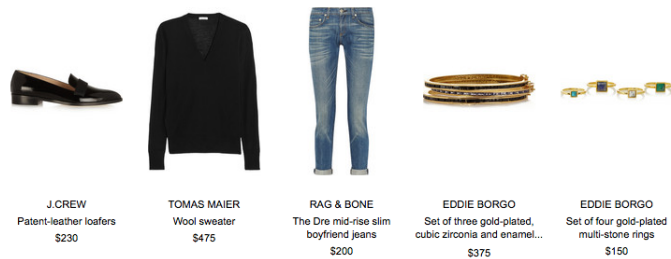 J.CREW
Patent-leather loafers
$230
TOMAS MAIER
Wool sweater
$475
RAG & BONE
The Dre mid-rise slim
boyfriend jeans
$200
EDDIE BORGO
Set of three gold-plated,
cubic zirconia and enamel...
$375
EDDIE BORGO
Set of four gold-plated
multi-stone rings
$150